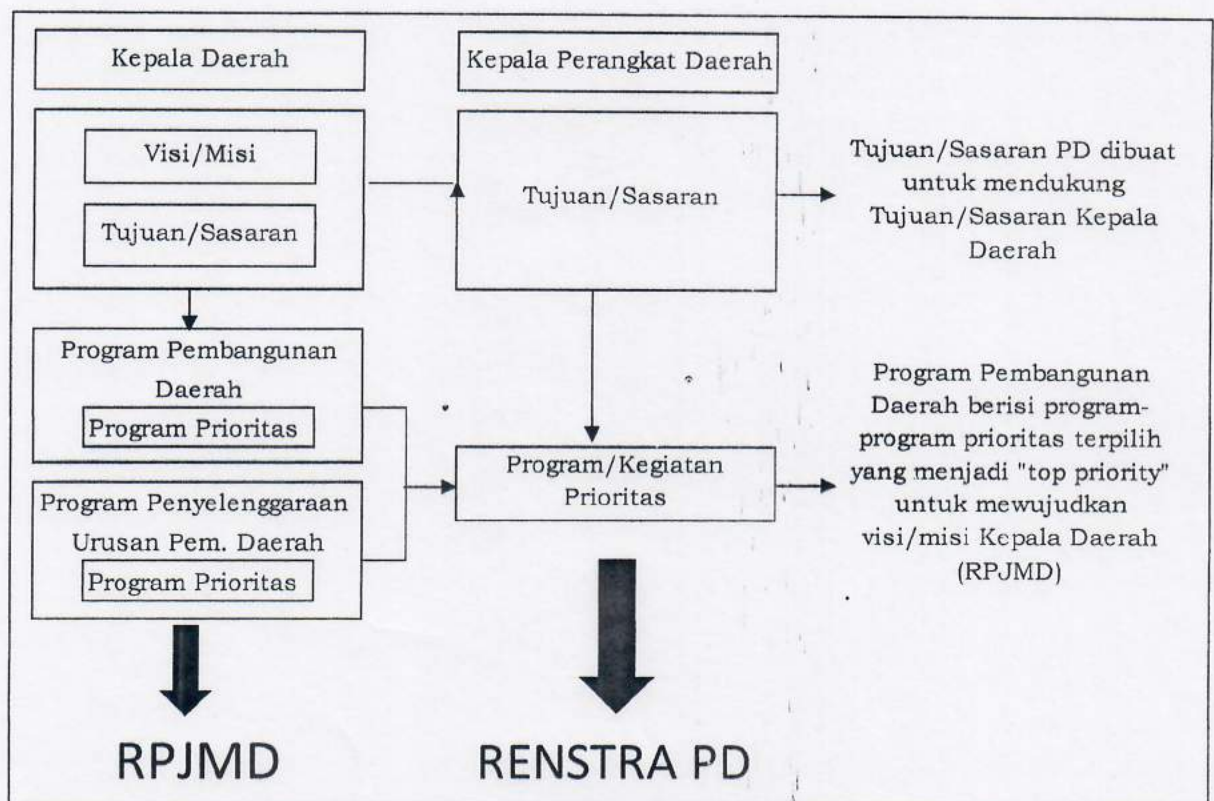 Kepala Daerah
Kepala Perangkat Daerah
Visi/Misi
Tujuan/Sasaran
Tujuan/Sasaran
Tujuan/Sasaran PD dibuat
untuk mendukung
Tujuan/Sasaran Kepala
Daerah
Program Pembangunan
Daerah
Program Prioritas
Program Penyelenggaraan
Urusan Pem. Daerah
Program Prioritas
Program/Kegiatan
Prioritas
Program Pembangunan
Daerah berisi program-
program prioritas terpilih
yang menjadi "top priority"
untuk mewujudkan
visi/misi Kepala Daerah
(RPJMD)
RPJMD
RENSTRA PD